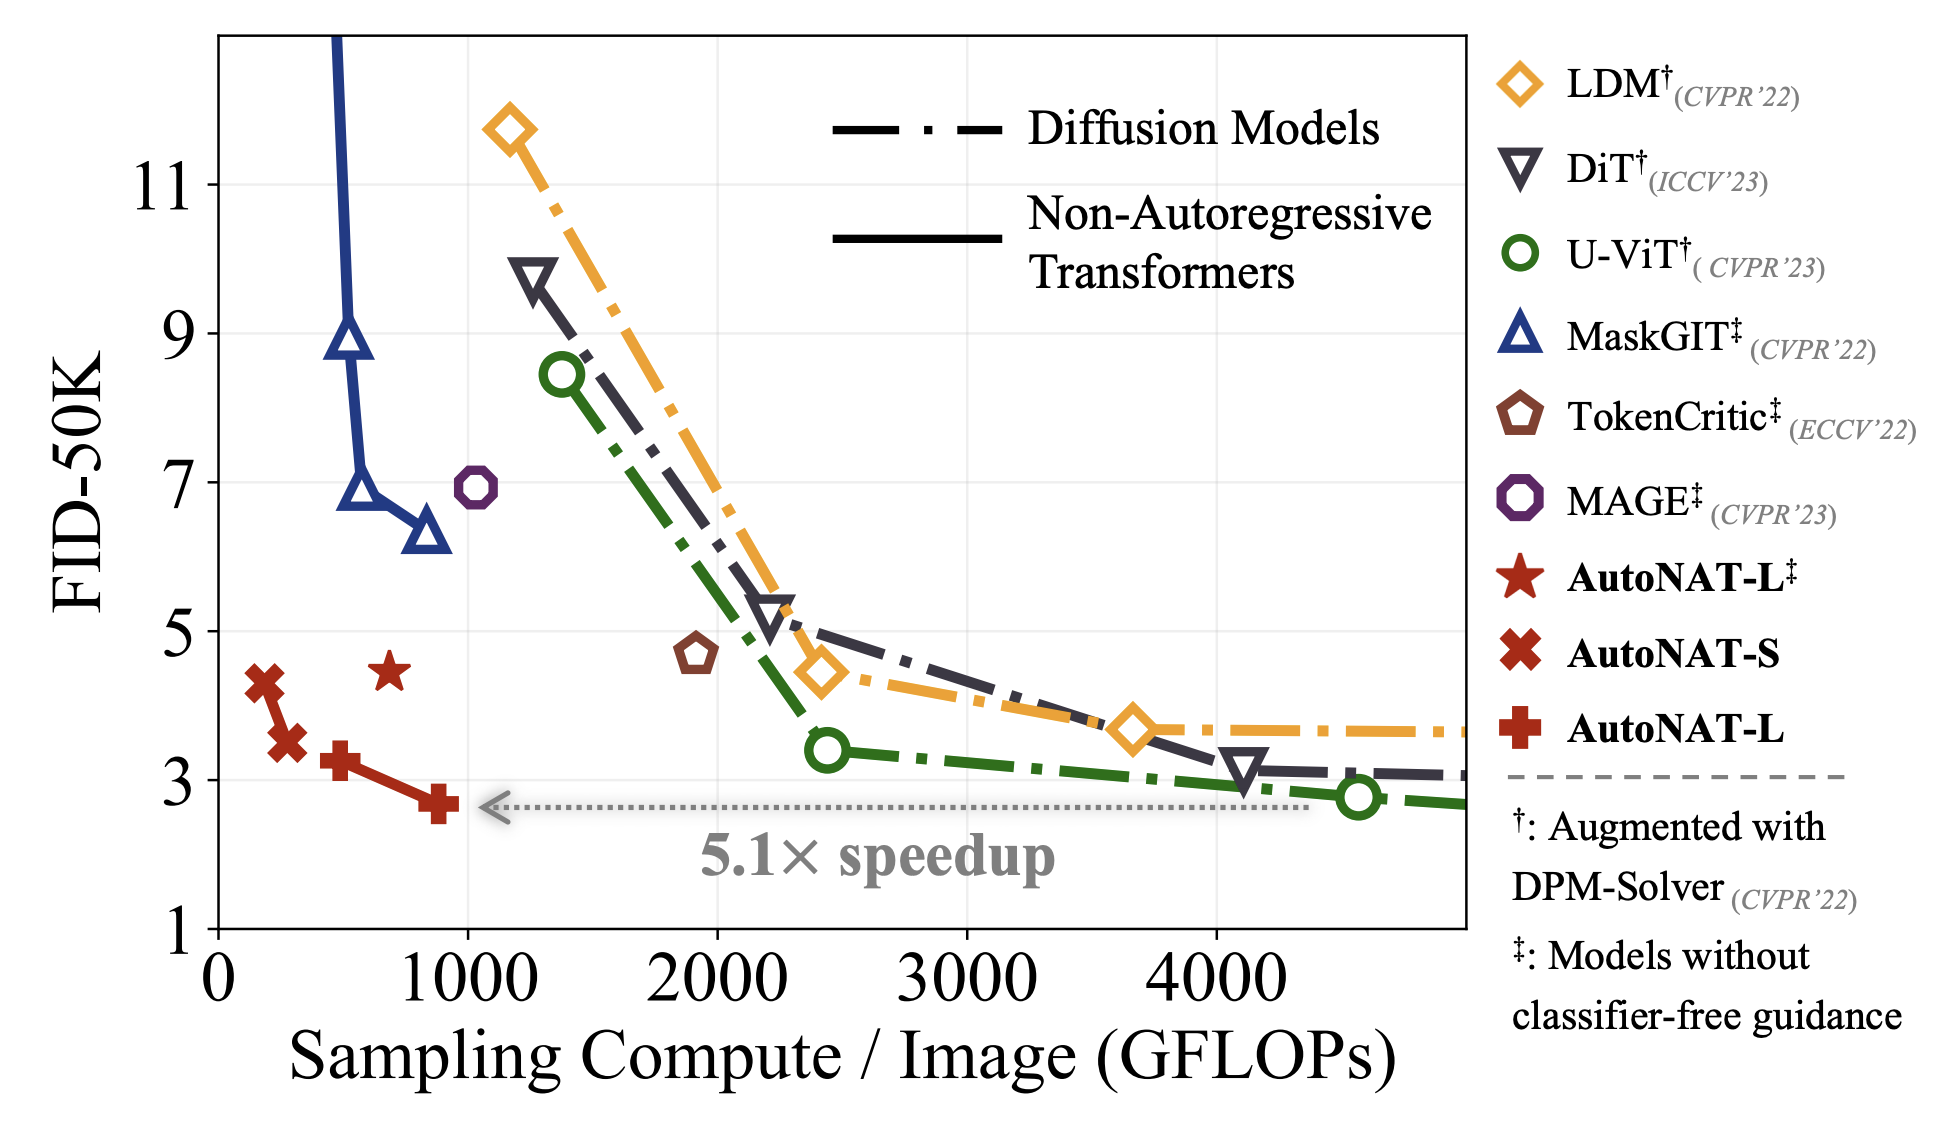 FID-50K
11
9
7
5
3
1
0
1000
2000
3000
4000
Sampling Compute / Image (GFLOPs)
Diffusion Models
Non-Autoregressive
Transformers
5.1× speedup
LDM† (CVPR’22)
DiT† (ICCV’23)
U-ViT† ( CVPR’23)
MaskGIT‡ (CVPR’22)
TokenCritic‡ (ECCV’22)
MAGE‡ (CVPR’23)
AutoNAT-L‡
AutoNAT-S
AutoNAT-L
†: Augmented with
DPM-Solver (CVPR’22)
‡: Models without
classifier-free guidance